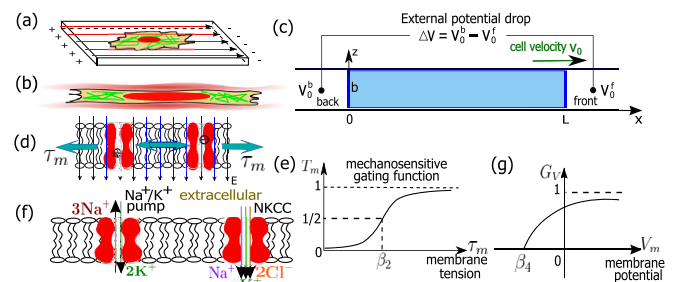 (a)
+ + + +
- - - -
(b)
(c)
External potential drop
ΔV = V₀ᵇ − V₀ᶠ
cell velocity v₀
z
b
V₀ᵇ
back
V₀ᶠ
front
0
L
x
(d)
τₘ
τₘ
E
(e)
Tₘ
1
mechanosensitive
gating function
1/2
0
β₂
τₘ
membrane
tension
(g)
G_V
1
0
β₄
Vₘ
membrane
potential
(f)
3Na⁺
Na⁺/K⁺
pump
extracellular
NKCC
2K⁺
Na⁺
2Cl⁻